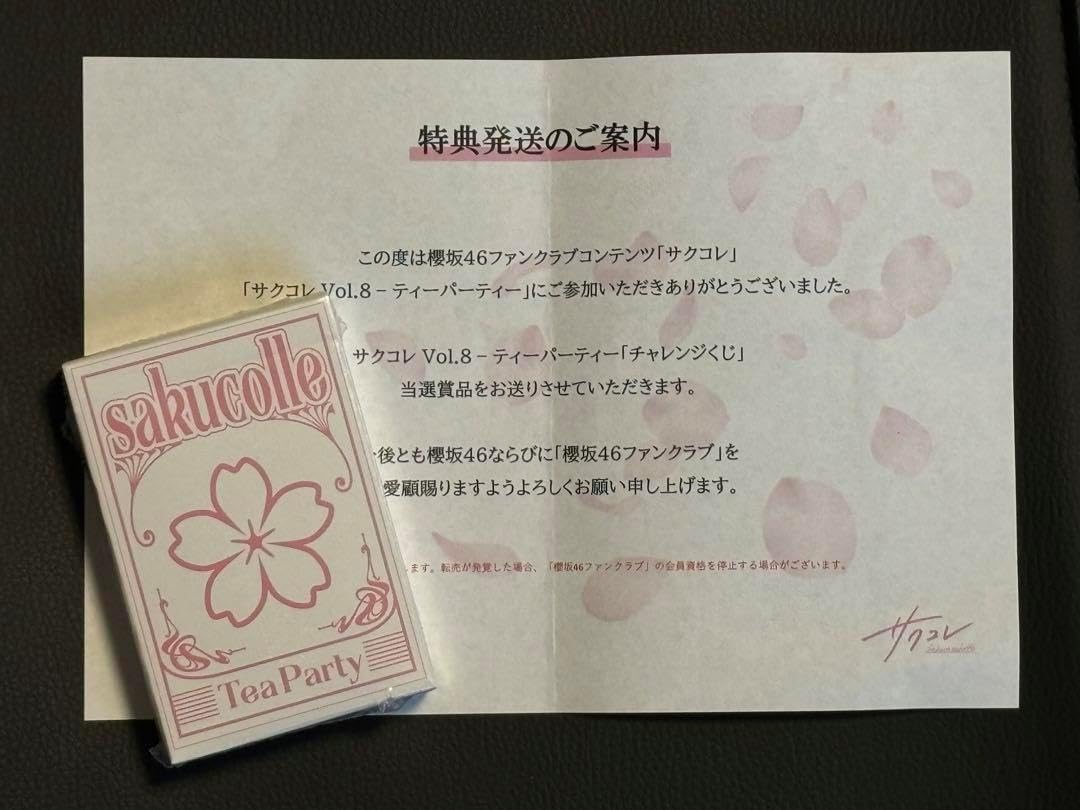 特典発送のご案内
この度は櫻坂46ファンクラブコンテンツ「サクコレ」
「サクコレ Vol.8 – ティーパーティー」にご参加いただきありがとうございました。
サクコレ Vol.8 – ティーパーティー「チャレンジくじ」
当選賞品をお送りさせていただきます。
後とも櫻坂46ならびに「櫻坂46ファンクラブ」を
愛顧賜りますようよろしくお願い申し上げます。
します。転売が発覚した場合、「櫻坂46ファンクラブ」の会員資格を停止する場合がございます。
サクコレ
sakucolle
Tea Party